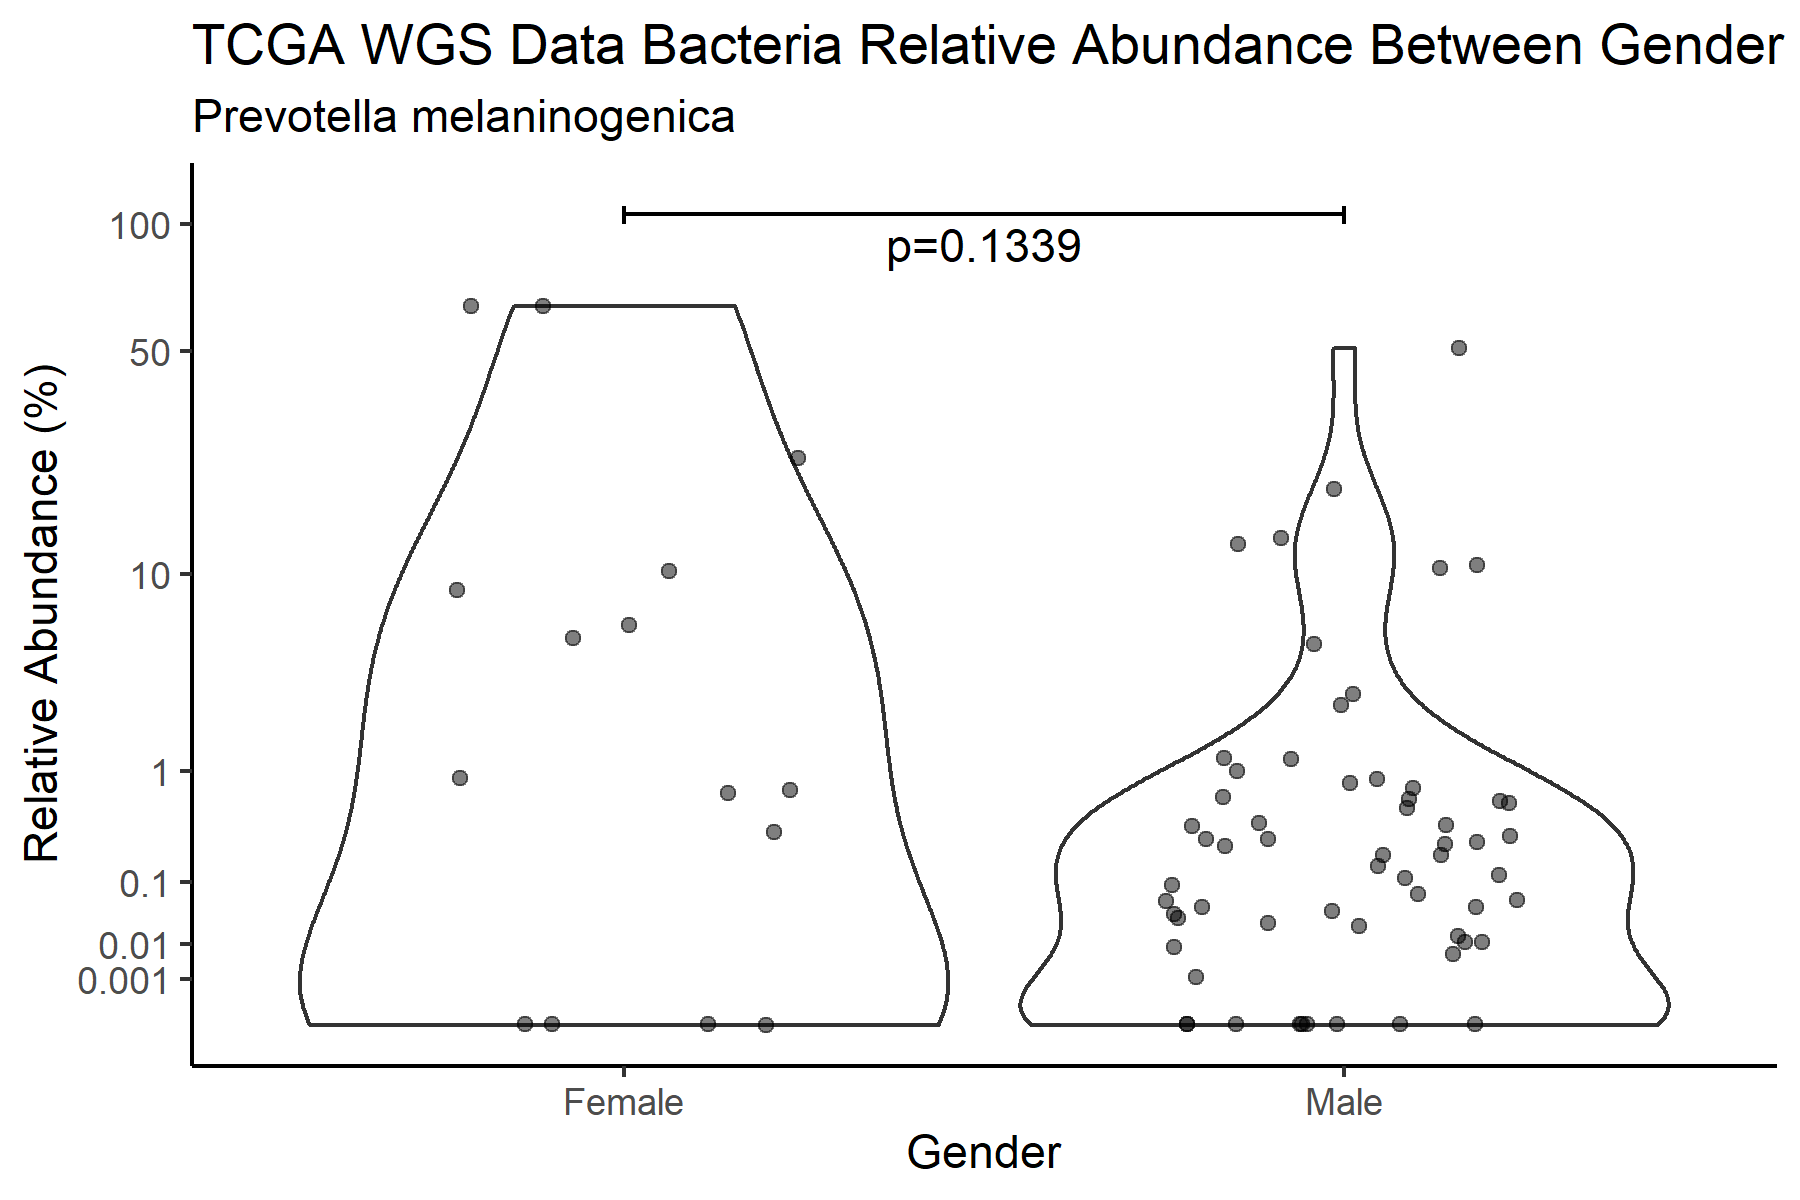 TCGA WGS Data Bacteria Relative Abundance Between Gender
Prevotella melaninogenica
p=0.1339
100
50
10
1
0.1
0.01
0.001
Relative Abundance (%)
Female
Male
Gender